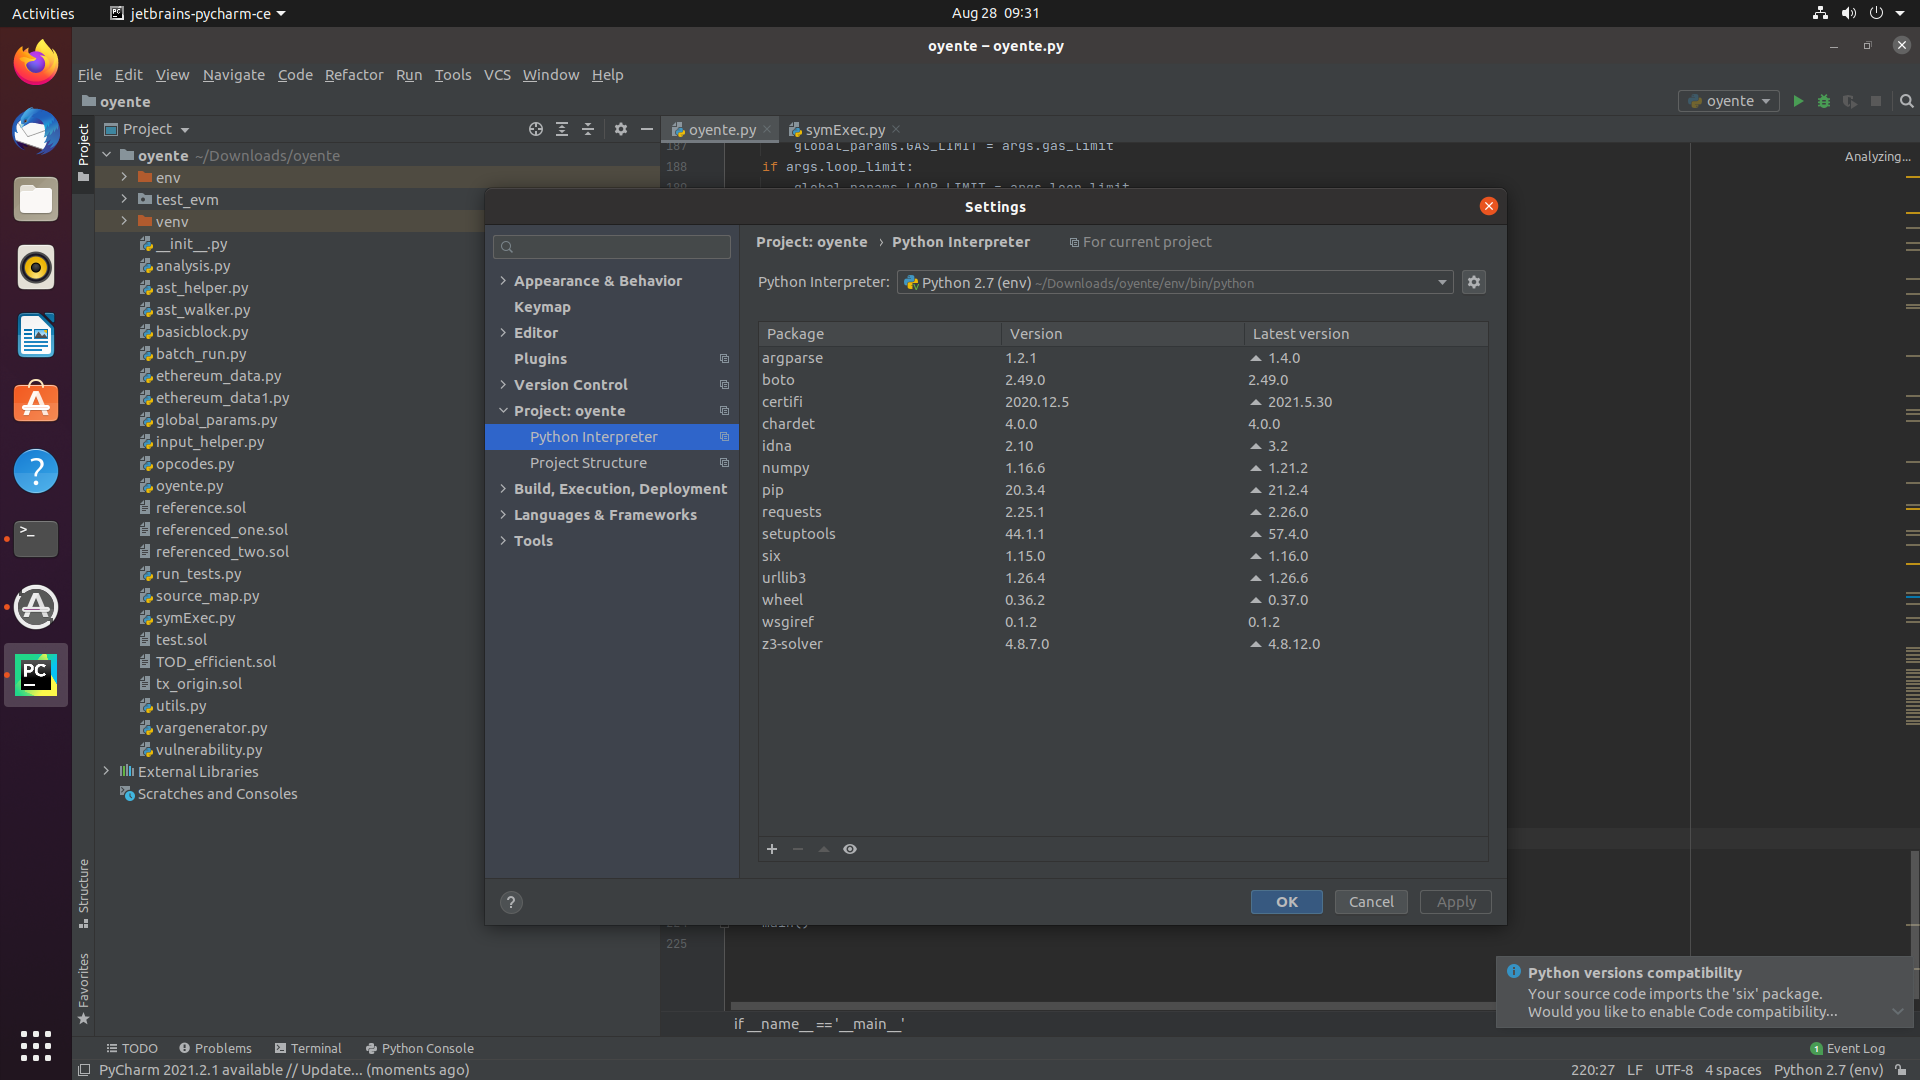 Activities
jetbrains-pycharm-ce
Aug 28 09:31
oyente – oyente.py
File Edit View Navigate Code Refactor Run Tools VCS Window Help
oyente
oyente
Project
Project
oyente.py
symExec.py
oyente ~/Downloads/oyente
env
test_evm
venv
__init__.py
analysis.py
ast_helper.py
ast_walker.py
basicblock.py
batch_run.py
ethereum_data.py
ethereum_data1.py
global_params.py
input_helper.py
opcodes.py
oyente.py
reference.sol
referenced_one.sol
referenced_two.sol
run_tests.py
source_map.py
symExec.py
test.sol
TOD_efficient.sol
tx_origin.sol
utils.py
vargenerator.py
vulnerability.py
External Libraries
Scratches and Consoles
187 global_params.GAS_LIMIT = args.gas_limit
188 if args.loop_limit:
189 global_params.LOOP_LIMIT = args.loop_limit
Analyzing...
Settings
Appearance & Behavior
Keymap
Editor
Plugins
Version Control
Project: oyente
Python Interpreter
Project Structure
Build, Execution, Deployment
Languages & Frameworks
Tools
Project: oyente › Python Interpreter
For current project
Python Interpreter: Python 2.7 (env) ~/Downloads/oyente/env/bin/python
Package Version Latest version
argparse 1.2.1 1.4.0
boto 2.49.0 2.49.0
certifi 2020.12.5 2021.5.30
chardet 4.0.0 4.0.0
idna 2.10 3.2
numpy 1.16.6 1.21.2
pip 20.3.4 21.2.4
requests 2.25.1 2.26.0
setuptools 44.1.1 57.4.0
six 1.15.0 1.16.0
urllib3 1.26.4 1.26.6
wheel 0.36.2 0.37.0
wsgiref 0.1.2 0.1.2
z3-solver 4.8.7.0 4.8.12.0
?
OK
Cancel
Apply
224 main()
225
Structure
Favorites
if __name__ == '__main__'
Python versions compatibility
Your source code imports the 'six' package.
Would you like to enable Code compatibility...
TODO
Problems
Terminal
Python Console
1 Event Log
PyCharm 2021.2.1 available // Update... (moments ago)
220:27 LF UTF-8 4 spaces Python 2.7 (env)